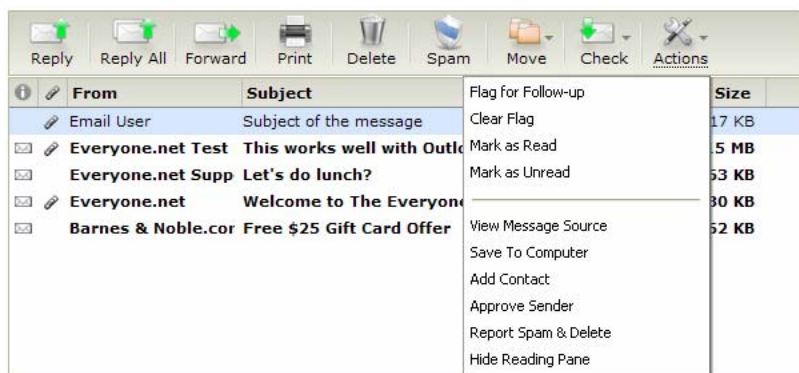 Reply Reply All Forward Print Delete Spam Move Check Actions
From Subject Size
Email User Subject of the message 17 KB
Everyone.net Test This works well with Outlo 5 MB
Everyone.net Supp Let's do lunch? 53 KB
Everyone.net Welcome to The Everyone 30 KB
Barnes & Noble.cor Free $25 Gift Card Offer 52 KB
Flag for Follow-up
Clear Flag
Mark as Read
Mark as Unread
View Message Source
Save To Computer
Add Contact
Approve Sender
Report Spam & Delete
Hide Reading Pane